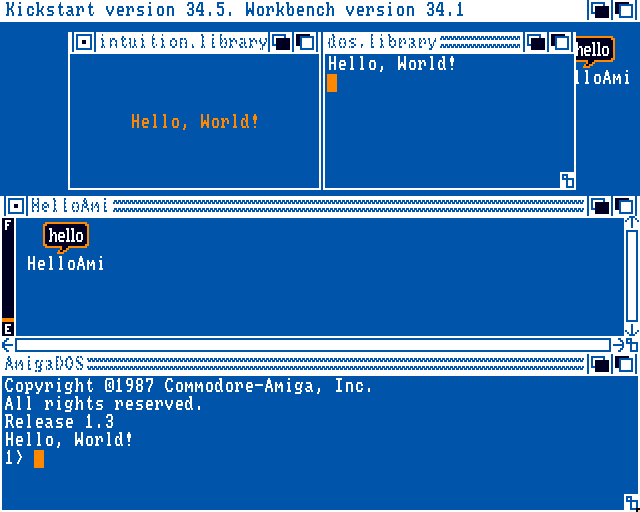 Kickstart version 34.5. Workbench version 34.1
intuition.library
dos.library
Hello, World!
Hello, World!
hello
lloAmi
HelloAmi
F
hello
HelloAmi
E
AmigaDOS
Copyright ©1987 Commodore-Amiga, Inc.
All rights reserved.
Release 1.3
Hello, World!
1>